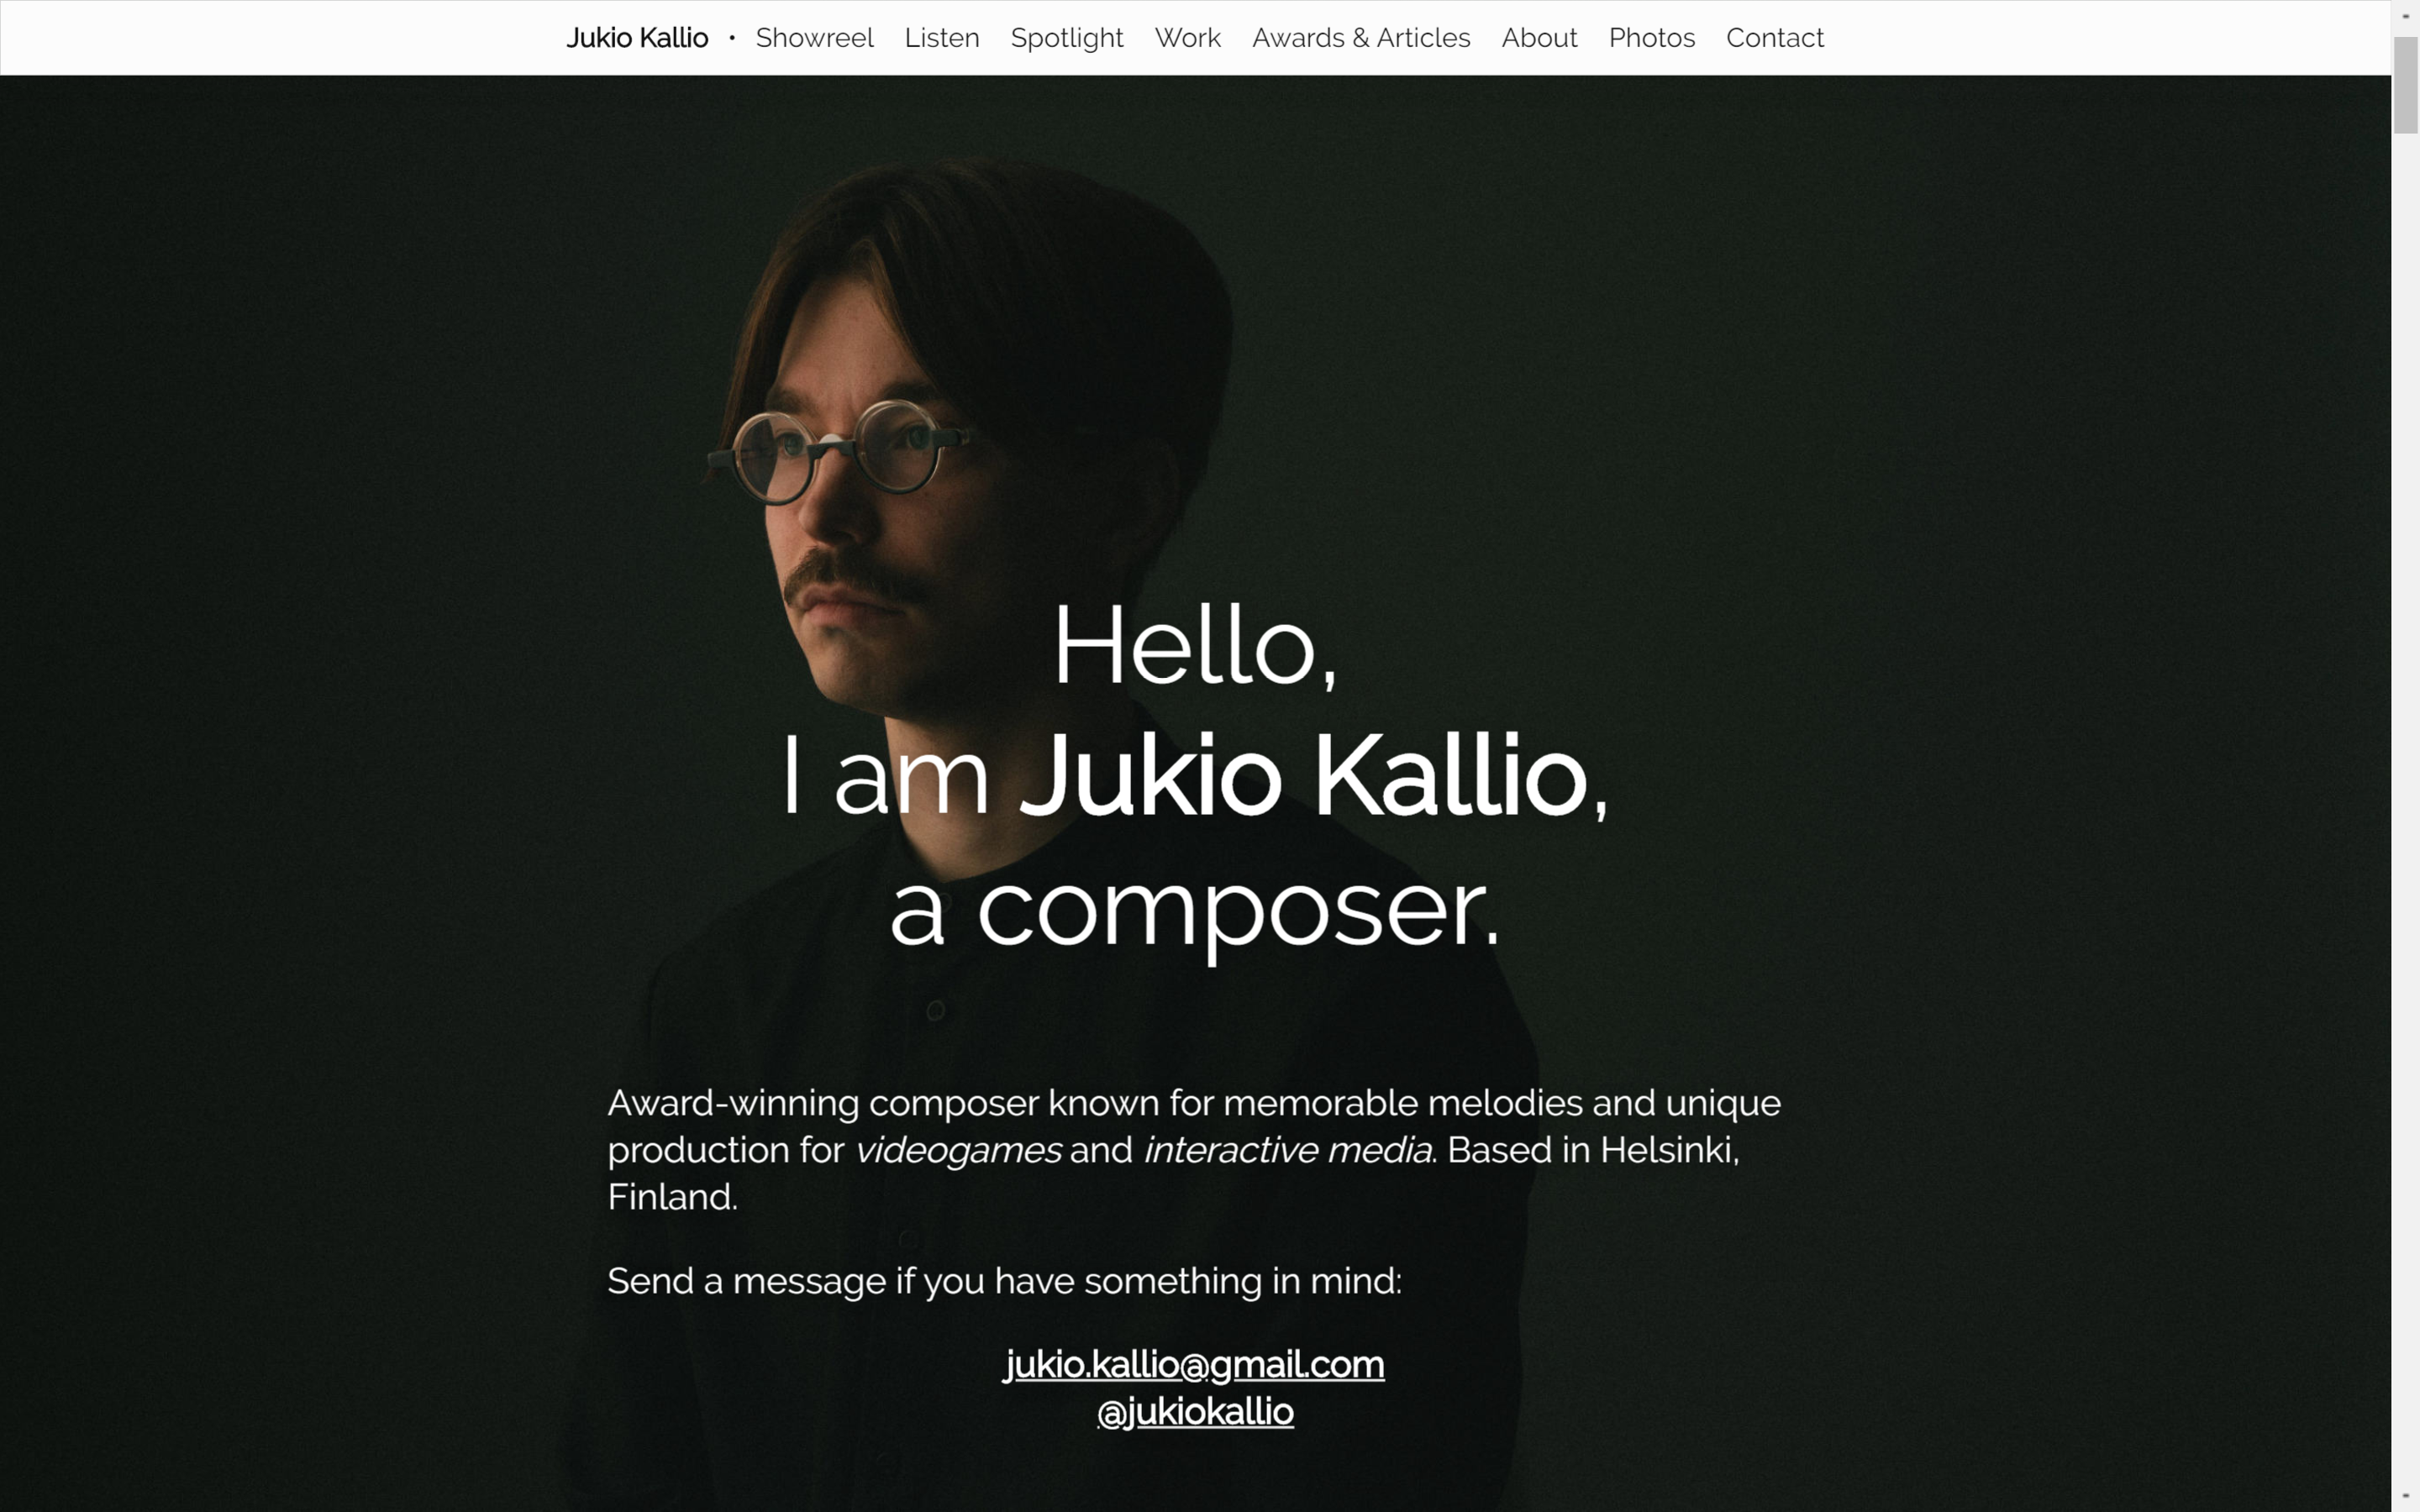 Jukio Kallio • Showreel Listen Spotlight Work Awards & Articles About Photos Contact
Hello,
I am Jukio Kallio,
a composer.
Award-winning composer known for memorable melodies and unique
production for videogames and interactive media. Based in Helsinki,
Finland.
Send a message if you have something in mind:
jukio.kallio@gmail.com
@jukiokallio